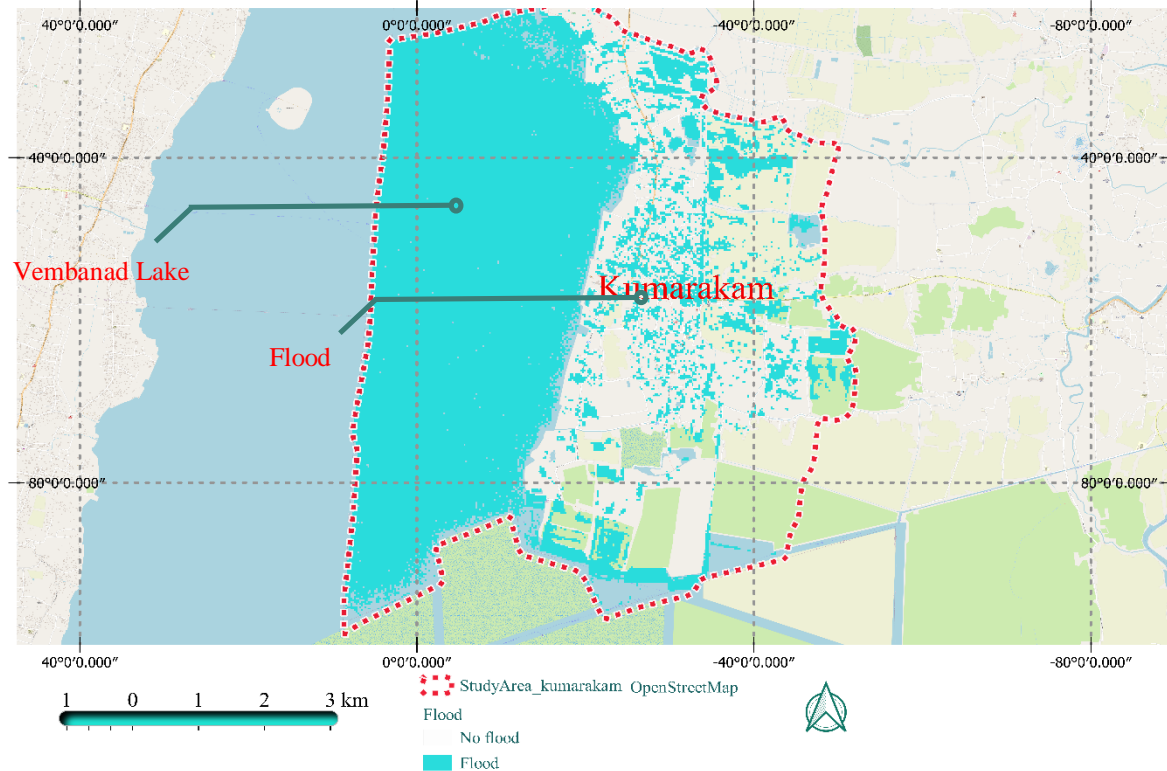 40°0′0.000″ 0°0′0.000″ -40°0′0.000″ -80°0′0.000″
40°0′0.000″ 40°0′0.000″
Vembanad Lake
Kumarakam
Flood
80°0′0.000″ 80°0′0.000″
40°0′0.000″ 0°0′0.000″ -40°0′0.000″ -80°0′0.000″
1 0 1 2 3 km
StudyArea_kumarakam OpenStreetMap
Flood
No flood
Flood